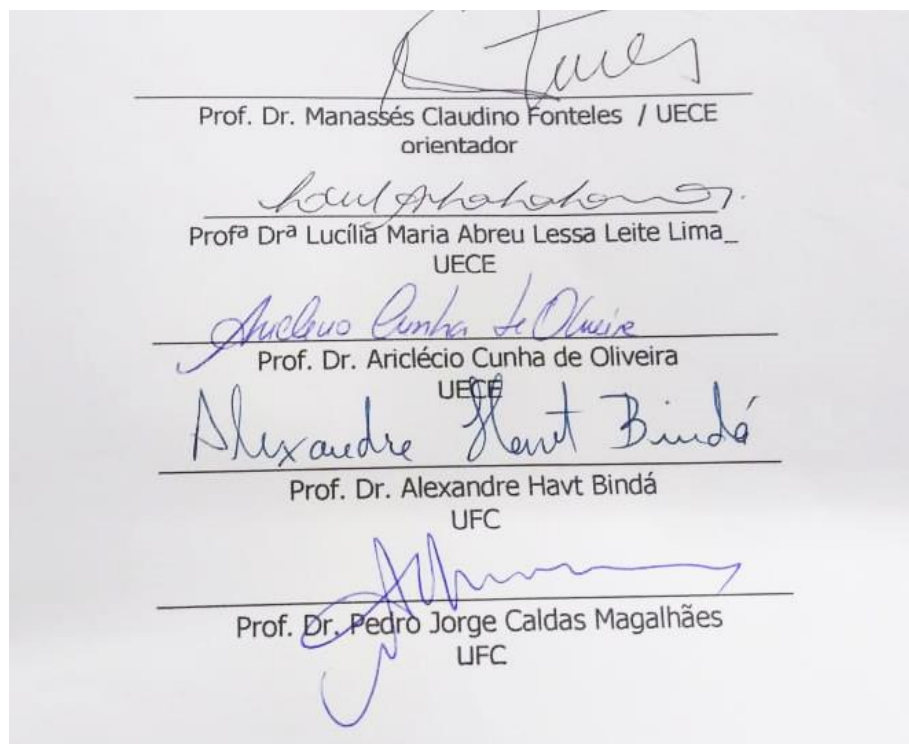 Prof. Dr. Manassés Claudino Fonteles / UECE
orientador
Profª Drª Lucília Maria Abreu Lessa Leite Lima_
UECE
Ariclécio Cunha de Oliveira
Prof. Dr. Ariclécio Cunha de Oliveira
UECE
Alexandre Havt Bindá
Prof. Dr. Alexandre Havt Bindá
UFC
Prof. Dr. Pedro Jorge Caldas Magalhães
UFC